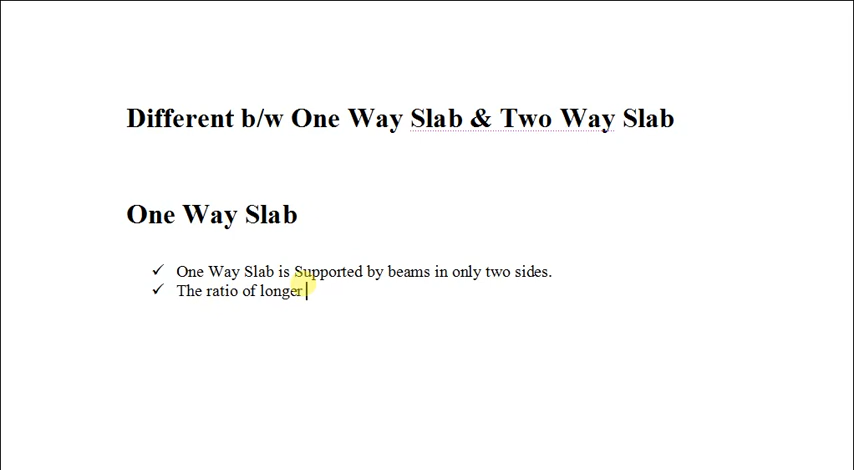 Different b/w One Way Slab & Two Way Slab
One Way Slab
✓ One Way Slab is Supported by beams in only two sides.
✓ The ratio of longer